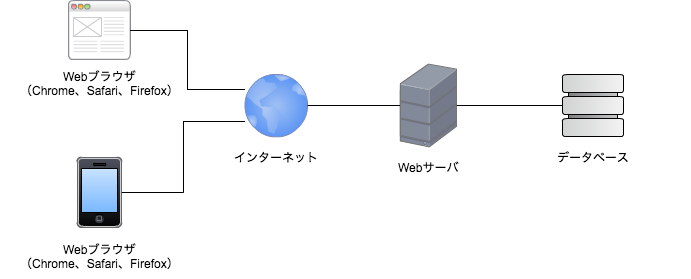 Webブラウザ
（Chrome、Safari、Firefox）
インターネット
Webサーバ
データベース
Webブラウザ
（Chrome、Safari、Firefox）